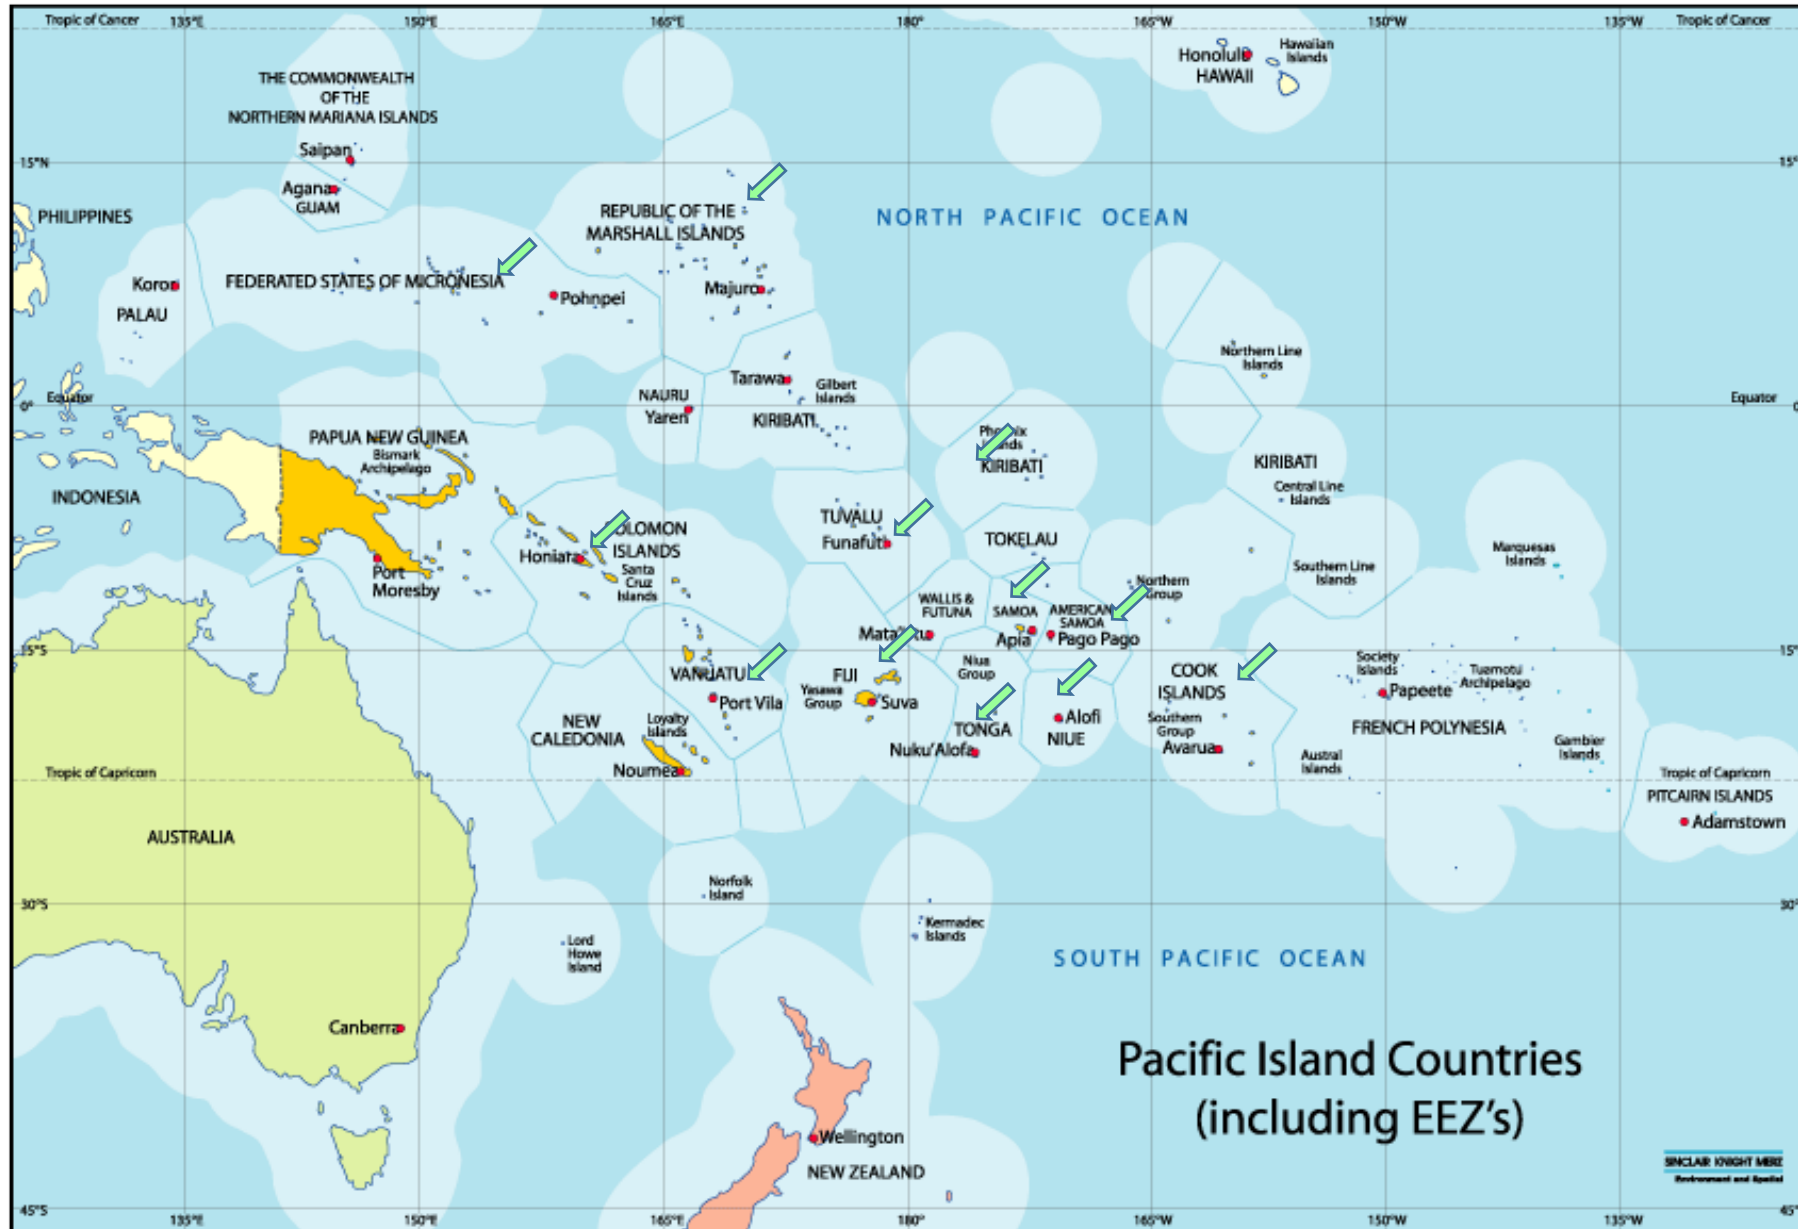 Tropic of Cancer
135°E
150°E
165°E
180°
165°W
150°W
135°W
Tropic of Cancer
Honolulu
HAWAII
Hawaiian
Islands
THE COMMONWEALTH
OF THE
NORTHERN MARIANA ISLANDS
Saipan
15°N
15°
Agana
GUAM
PHILIPPINES
REPUBLIC OF THE
MARSHALL ISLANDS
NORTH PACIFIC OCEAN
Koror
PALAU
FEDERATED STATES OF MICRONESIA
Pohnpei
Majuro
Northern Line
Islands
Tarawa
Gilbert
Islands
KIRIBATI
NAURU
Yaren
0°
Equator
Equator
PAPUA NEW GUINEA
Bismark
Archipelago
INDONESIA
Port
Moresby
KIRIBATI
KIRIBATI
Central Line
Islands
TUVALU
Funafuti
TOKELAU
SOLOMON
ISLANDS
Honiara
Santa
Cruz
Islands
Southern Line
Islands
Marquesas
Islands
Northern
Group
WALLIS &
FUTUNA
SAMOA
Apia
AMERICAN
SAMOA
Pago Pago
15°
VANUATU
Port Vila
FIJI
Yasawa
Group
Suva
Niua
Group
TONGA
Nuku'Alofa
Alofi
NIUE
COOK
ISLANDS
Southern
Group
Avarua
Society
Islands
Papeete
Tuamotu
Archipelago
FRENCH POLYNESIA
Austral
Islands
Gambier
Islands
NEW
CALEDONIA
Loyalty
Islands
Noumea
Tropic of Capricorn
Tropic of Capricorn
PITCAIRN ISLANDS
Adamstown
AUSTRALIA
Norfolk
Island
30°S
30°
Kermadec
Islands
Lord
Howe
Island
SOUTH PACIFIC OCEAN
Canberra
Wellington
NEW ZEALAND
Pacific Island Countries
(including EEZ's)
SINCLAIR KNIGHT MERZ
Environment and Spatial
45°S
45°
135°E
150°E
165°E
180°
165°W
150°W
135°W